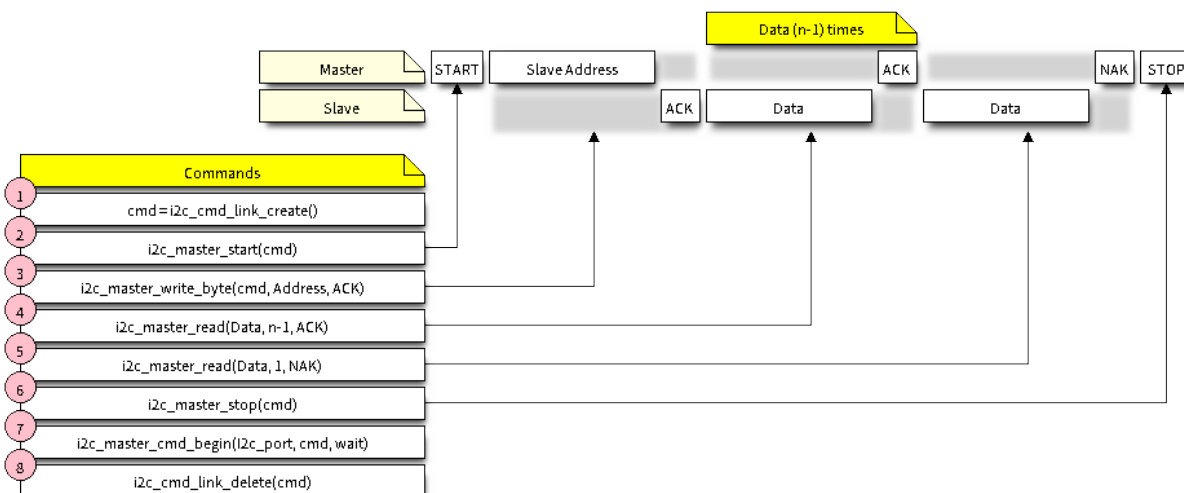 Data (n-1) times
Master START Slave Address ACK NAK STOP
Slave ACK Data Data
Commands
1 cmd=i2c_cmd_link_create()
2 i2c_master_start(cmd)
3 i2c_master_write_byte(cmd, Address, ACK)
4 i2c_master_read(Data, n-1, ACK)
5 i2c_master_read(Data, 1, NAK)
6 i2c_master_stop(cmd)
7 i2c_master_cmd_begin(I2c_port, cmd, wait)
8 i2c_cmd_link_delete(cmd)